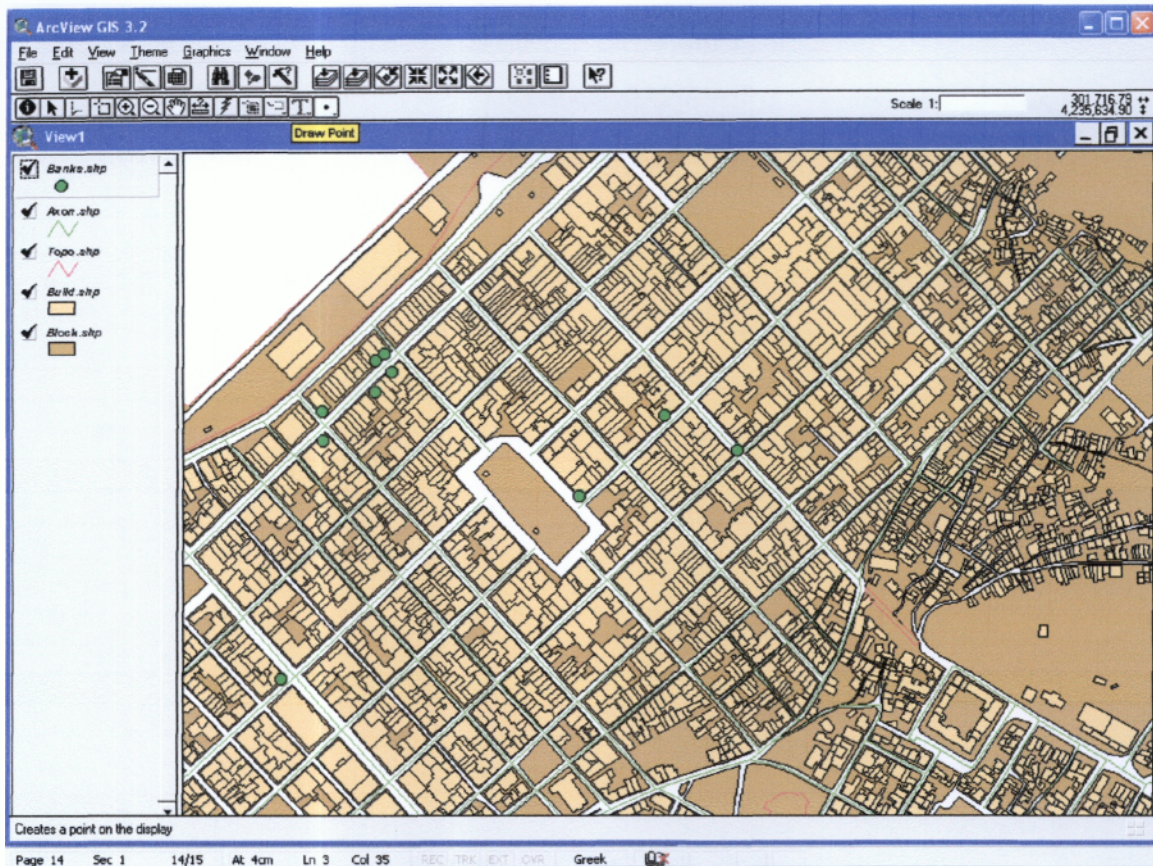 ArcView GIS 3.2
File Edit View Theme Graphics Window Help
Scale 1: 301,716.79
4,235,634.90
View1
Draw Point
Banks.shp
Axon.shp
Topo.shp
Build.shp
Block.shp
Creates a point on the display
Page 14 Sec 1 14/15 At 4cm Ln 3 Col 35 REC TRK EXT OVR Greek